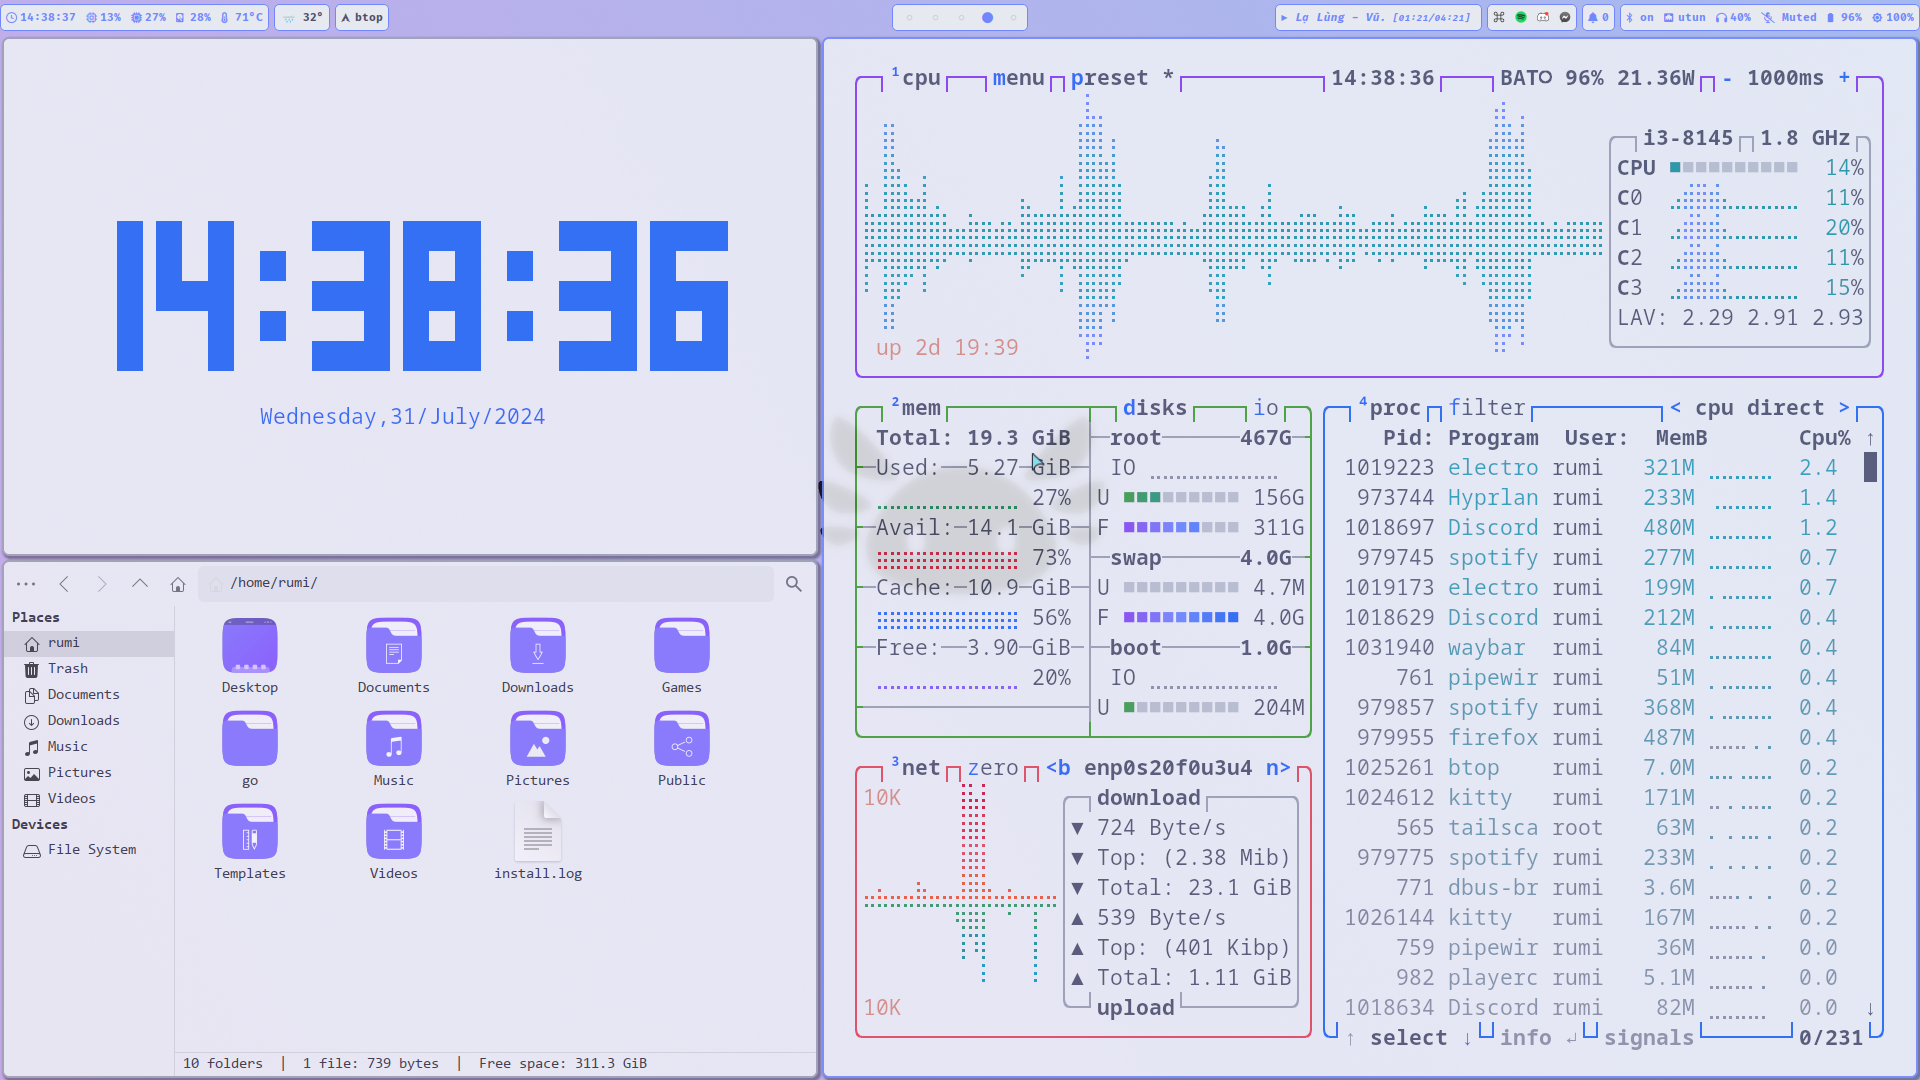 14:38:37 13% 27% 28% 71°C 32° btop
Lạ Lùng - Vũ. [01:21/04:21] 0 on utun 40% Muted 96% 100%
14:38:36
Wednesday,31/July/2024
/home/rumi/
Places
rumi
Trash
Documents
Downloads
Music
Pictures
Videos
Devices
File System
Desktop Documents Downloads Games
go Music Pictures Public
Templates Videos install.log
10 folders | 1 file: 739 bytes | Free space: 311.3 GiB
1cpu menu preset * 14:38:36 BAT 96% 21.36W - 1000ms +
i3-8145 1.8 GHz
CPU 14%
C0 11%
C1 20%
C2 11%
C3 15%
LAV: 2.29 2.91 2.93
up 2d 19:39
2mem
Total: 19.3 GiB
Used: 5.27 GiB
27%
Avail: 14.1 GiB
73%
Cache: 10.9 GiB
56%
Free: 3.90 GiB
20%
disks io
root 467G
IO
U 156G
F 311G
swap 4.0G
U 4.7M
F 4.0G
boot 1.0G
IO
U 204M
3net zero <b enp0s20f0u3u4 n>
10K
download
▼ 724 Byte/s
▼ Top: (2.38 Mib)
▼ Total: 23.1 GiB
▲ 539 Byte/s
▲ Top: (401 Kibp)
▲ Total: 1.11 GiB
upload
10K
4proc filter < cpu direct >
Pid: Program User: MemB Cpu% ↑
1019223 electro rumi 321M 2.4
973744 Hyprlan rumi 233M 1.4
1018697 Discord rumi 480M 1.2
979745 spotify rumi 277M 0.7
1019173 electro rumi 199M 0.7
1018629 Discord rumi 212M 0.4
1031940 waybar rumi 84M 0.4
761 pipewir rumi 51M 0.4
979857 spotify rumi 368M 0.4
979955 firefox rumi 487M 0.4
1025261 btop rumi 7.0M 0.2
1024612 kitty rumi 171M 0.2
565 tailsca root 63M 0.2
979775 spotify rumi 233M 0.2
771 dbus-br rumi 3.6M 0.2
1026144 kitty rumi 167M 0.2
759 pipewir rumi 36M 0.0
982 playerc rumi 5.1M 0.0
1018634 Discord rumi 82M 0.0 ↓
↑ select ↓ info ↲ signals 0/231